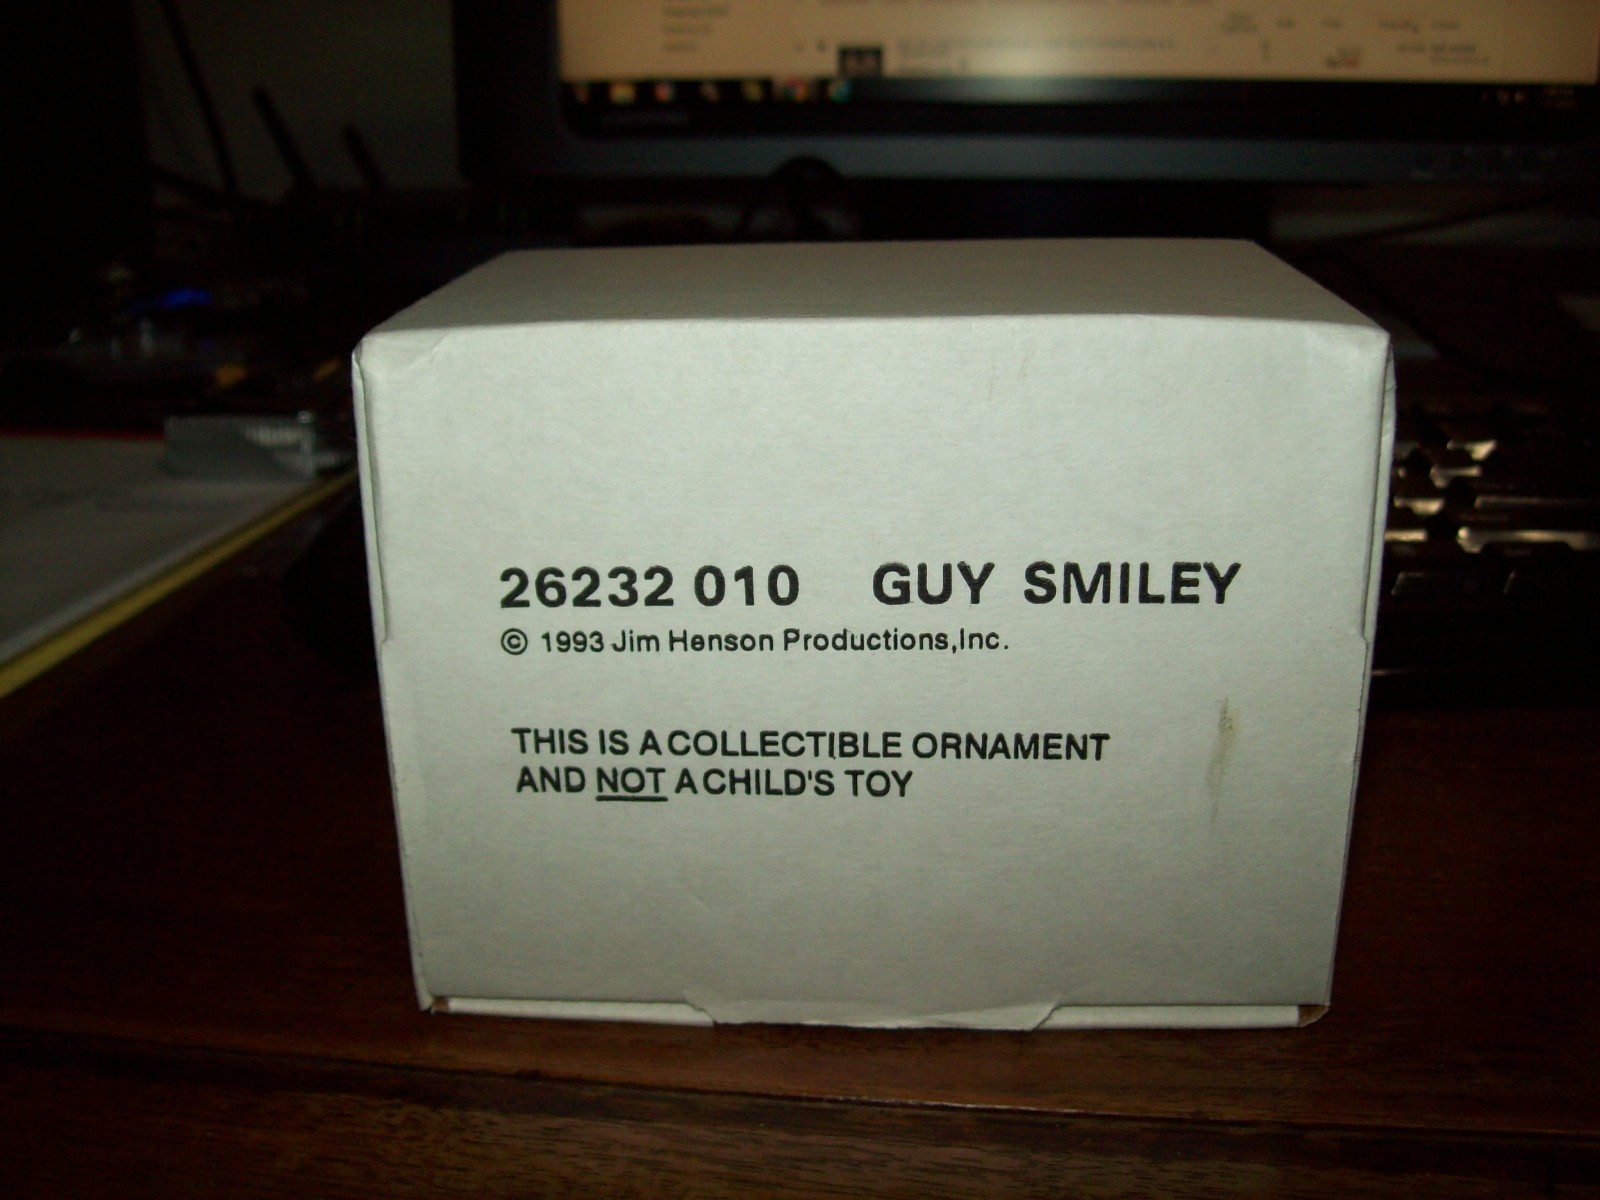 26232 010 GUY SMILEY
© 1993 Jim Henson Productions,Inc.
THIS IS A COLLECTIBLE ORNAMENT
AND NOT A CHILD'S TOY